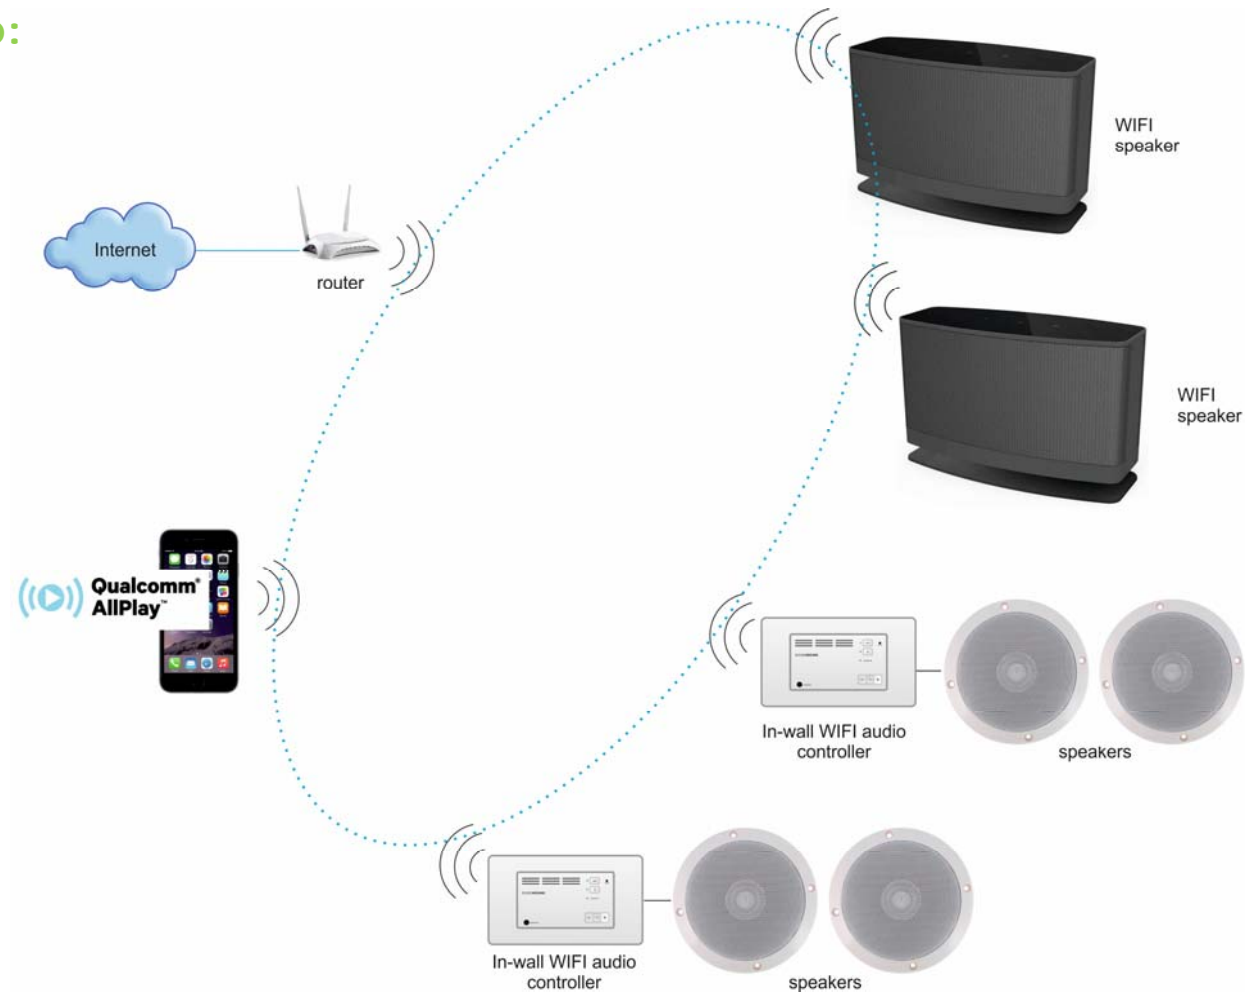 o:
WIFI
speaker
Internet
router
WIFI
speaker
Qualcomm®
AllPlay™
In-wall WIFI audio
controller
speakers
In-wall WIFI audio
controller
speakers